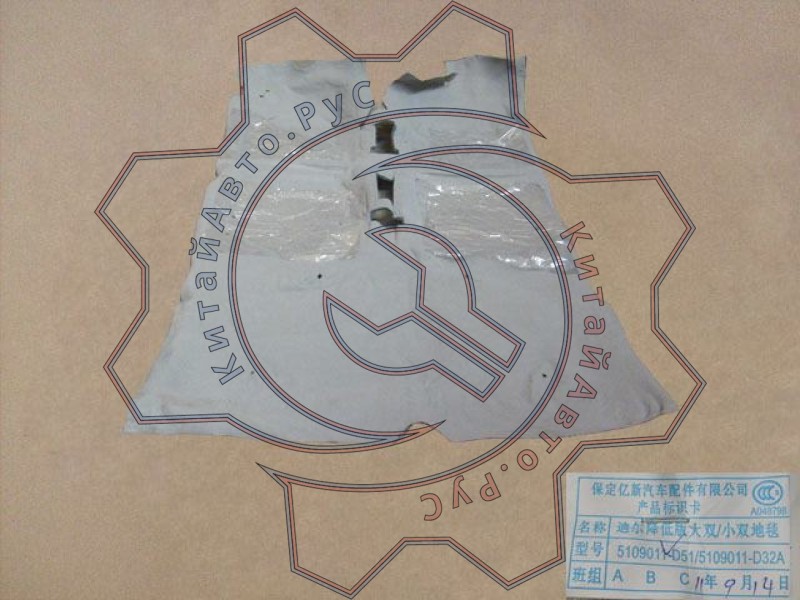 КитайАвто.РуС
КитайАвто.РуС
保定亿新汽车配件有限公司
产品标识卡
A048798
名称 迪尔降低版大双/小双地毯
型号 5109011-D51/5109011-D32A
班组 A B C 11年9月14日